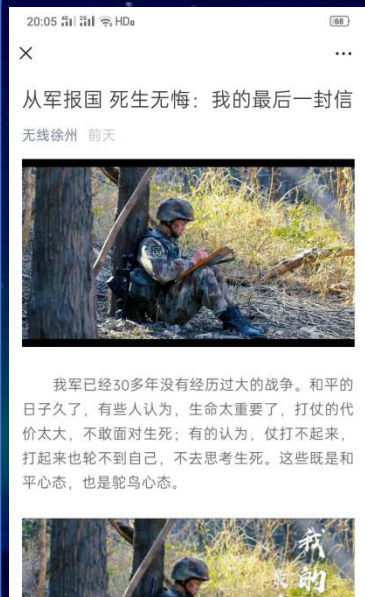 20:05 HD 68
从军报国 死生无悔：我的最后一封信
无线徐州 前天
我军已经30多年没有经历过大的战争。和平的
日子久了，有些人认为，生命太重要了，打仗的代
价太大，不敢面对生死；有的认为，仗打不起来，
打起来也轮不到自己，不去思考生死。这些既是和
平心态，也是鸵鸟心态。
我的